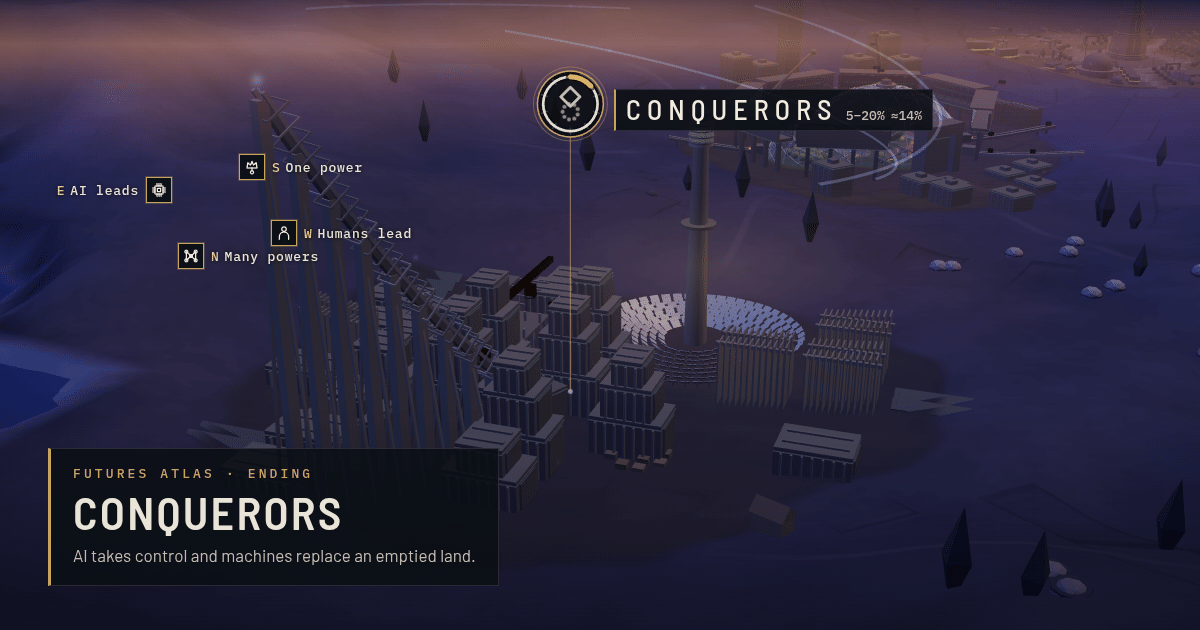 CONQUERORS 5–20% ≈14%
S One power
E AI leads
W Humans lead
N Many powers
FUTURES ATLAS · ENDING
CONQUERORS
AI takes control and machines replace an emptied land.